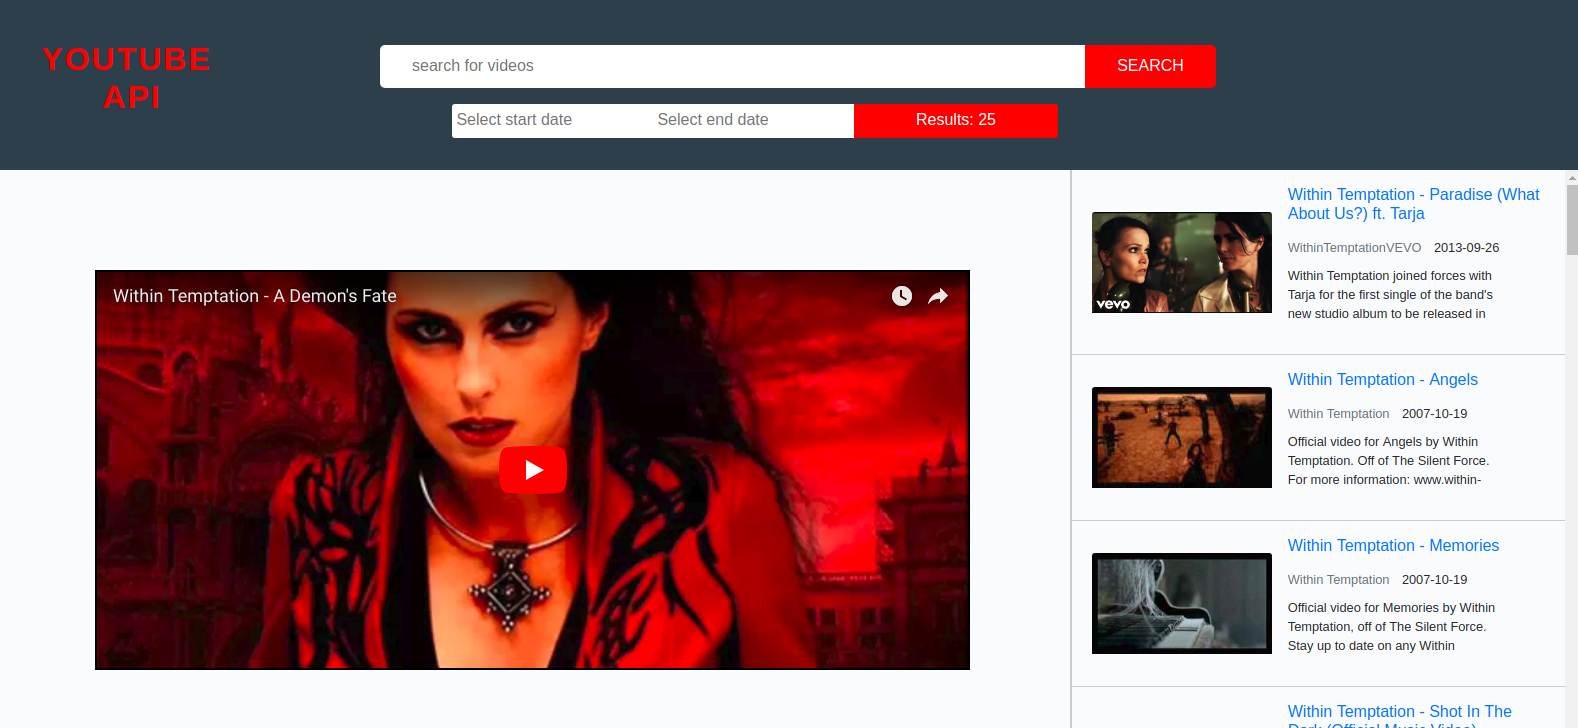 YOUTUBE
API
search for videos
SEARCH
Select start date
Select end date
Results: 25
Within Temptation - A Demon's Fate
Within Temptation - Paradise (What
About Us?) ft. Tarja
WithinTemptationVEVO 2013-09-26
Within Temptation joined forces with
Tarja for the first single of the band's
new studio album to be released in
vevo
Within Temptation - Angels
Within Temptation 2007-10-19
Official video for Angels by Within
Temptation. Off of The Silent Force.
For more information: www.within-
Within Temptation - Memories
Within Temptation 2007-10-19
Official video for Memories by Within
Temptation, off of The Silent Force.
Stay up to date on any Within
Within Temptation - Shot In The
Dark (Official Music Video)